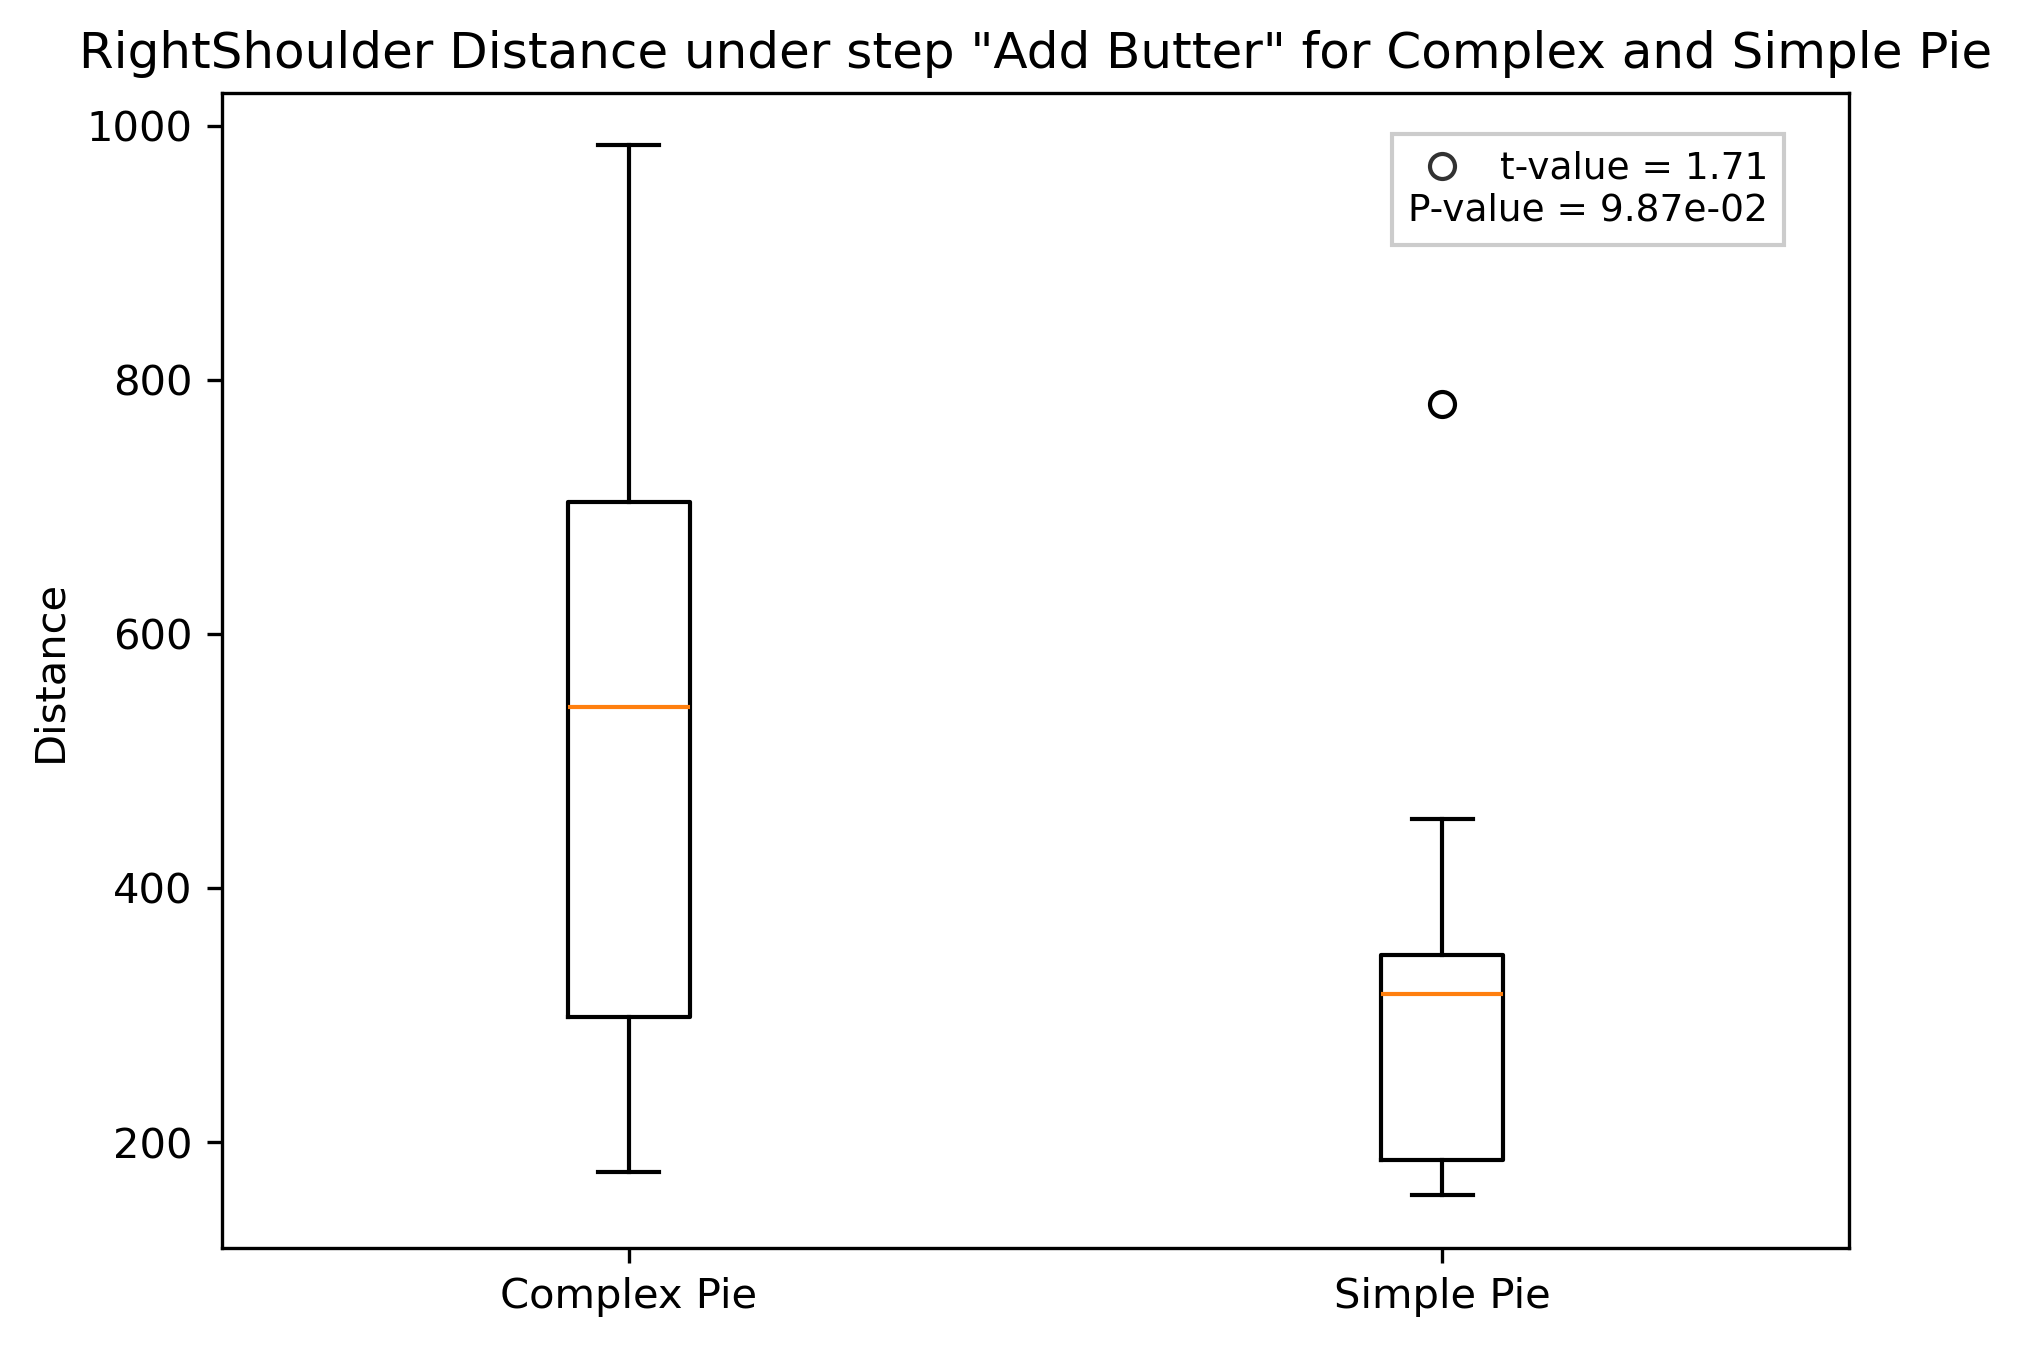 RightShoulder Distance under step "Add Butter" for Complex and Simple Pie
1000
800
600
400
200
Distance
t-value = 1.71
P-value = 9.87e-02
Complex Pie
Simple Pie